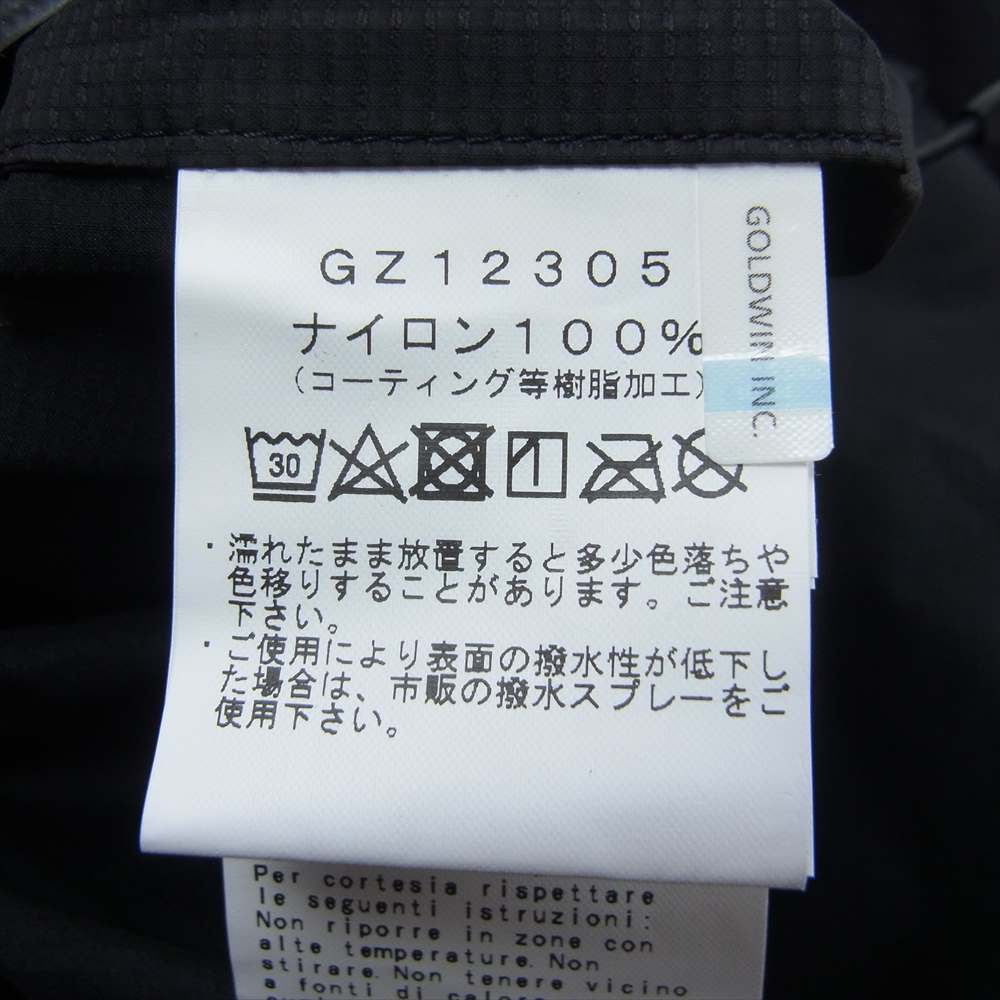 GZ12305
ナイロン100%
(コーティング等樹脂加工)
GOLDWIN INC.
30
・濡れたまま放置すると多少色落ちや
色移りすることがあります。ご注意
下さい。
・ご使用により表面の撥水性が低下し
た場合は、市販の撥水スプレーをご
使用下さい。
Per cortesia rispettare
le seguenti istruzioni:
Non riporre in zone con
alte temperature. Non
stirare. Non tenere vicino
a fonti di calore